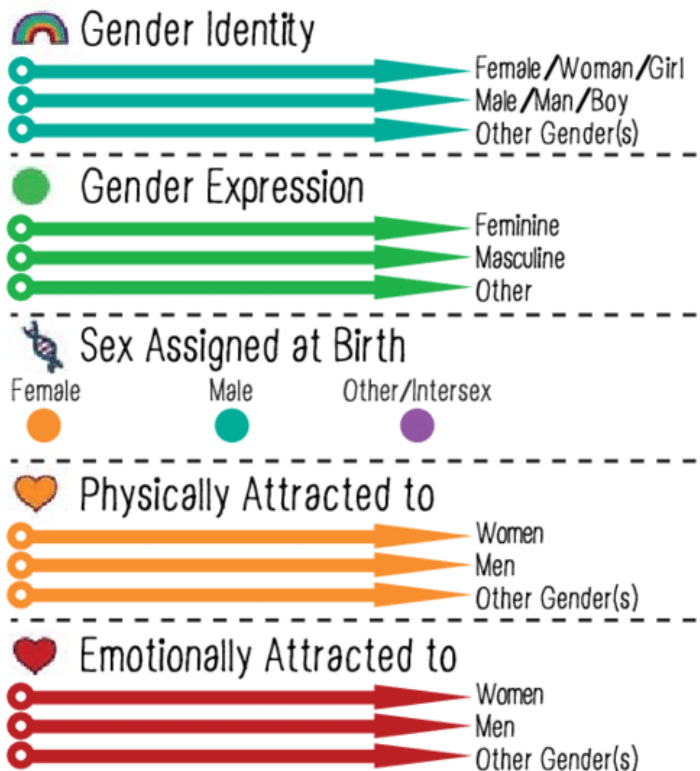 Gender Identity
Female/Woman/Girl
Male/Man/Boy
Other Gender(s)
Gender Expression
Feminine
Masculine
Other
Sex Assigned at Birth
Female Male Other/Intersex
Physically Attracted to
Women
Men
Other Gender(s)
Emotionally Attracted to
Women
Men
Other Gender(s)